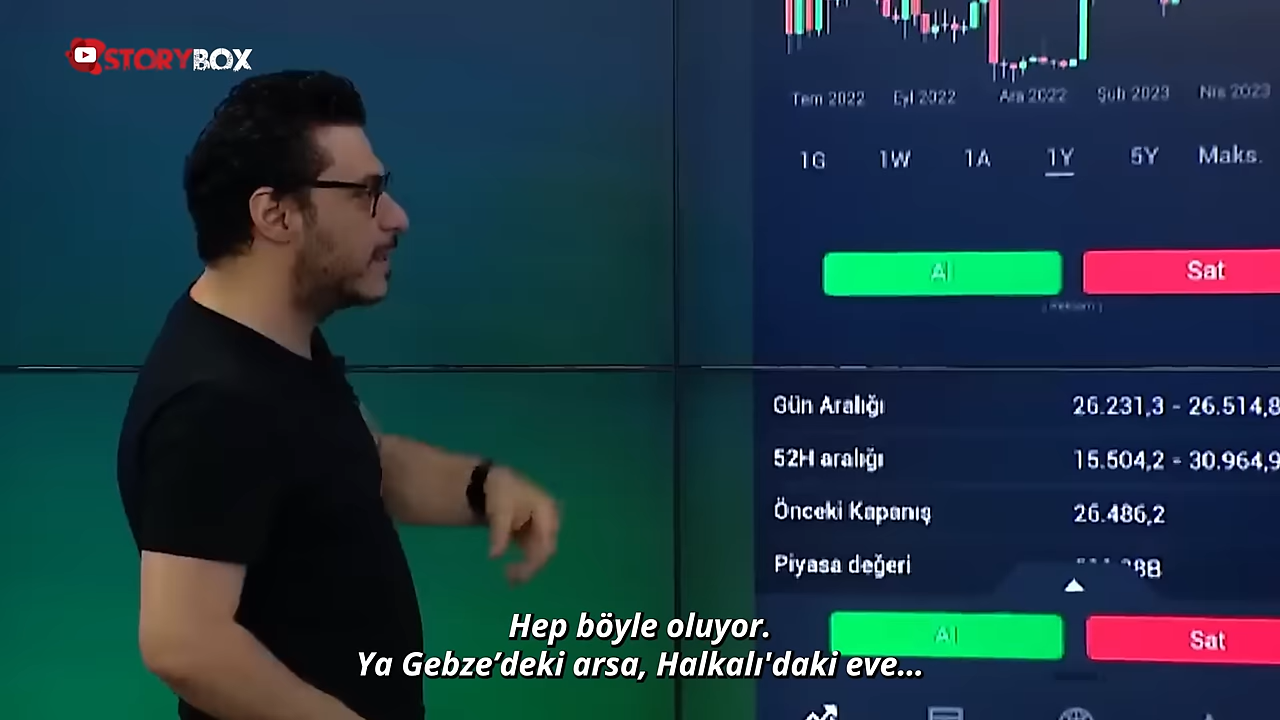 STORYBOX
Tem 2022 Eyl 2022 Ara 2022 Şub 2023 Nis 2023
1G 1W 1A 1Y 5Y Maks.
Al Sat
Gün Aralığı 26.231,3 - 26.514,8
52H aralığı 15.504,2 - 30.964,9
Önceki Kapanış 26.486,2
Piyasa değeri
Al Sat
Hep böyle oluyor.
Ya Gebze’deki arsa, Halkalı'daki eve...